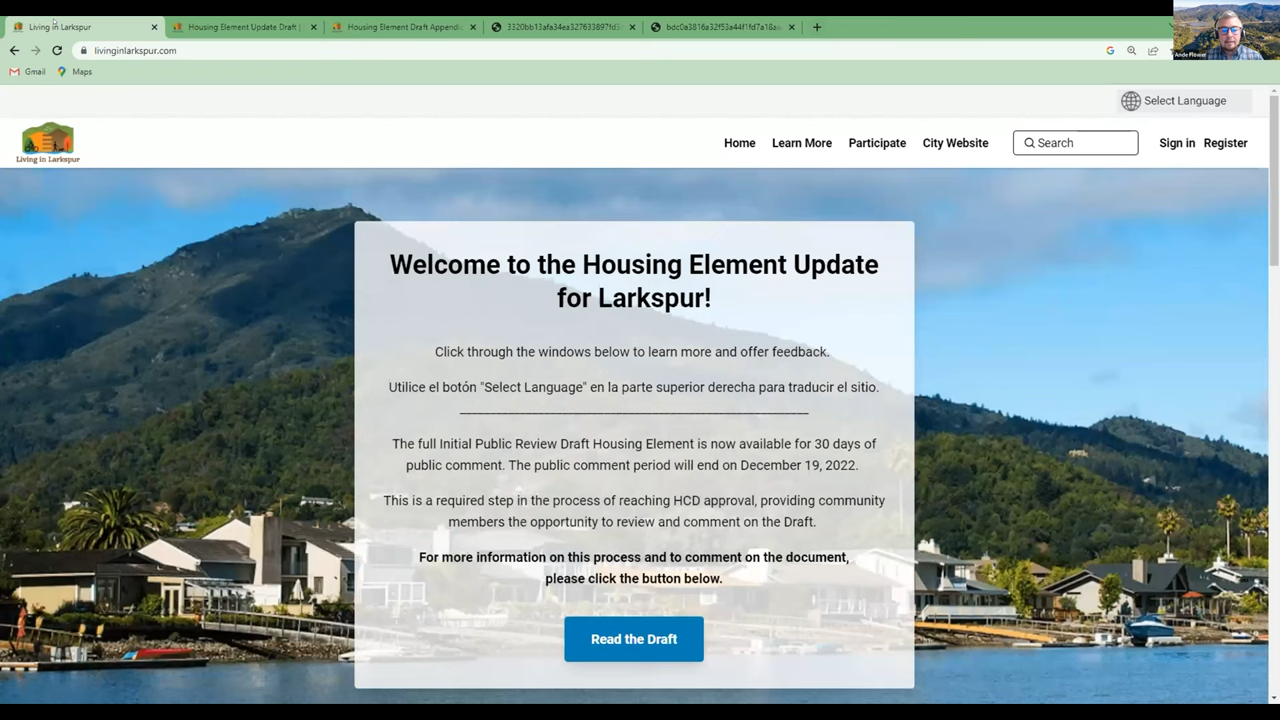 Living in Larkspur
Housing Element Update Draft |
Housing Element Draft Appendic
3320bb13afa34ea327633897fd3
bdc0a3816a32f53a44f1fd7a18a
Ande Flower
livinginlarkspur.com
Gmail
Maps
Select Language
Living in Larkspur
Home
Learn More
Participate
City Website
Search
Sign in
Register
Welcome to the Housing Element Update
for Larkspur!
Click through the windows below to learn more and offer feedback.
Utilice el botón "Select Language" en la parte superior derecha para traducir el sitio.
The full Initial Public Review Draft Housing Element is now available for 30 days of
public comment. The public comment period will end on December 19, 2022.
This is a required step in the process of reaching HCD approval, providing community
members the opportunity to review and comment on the Draft.
For more information on this process and to comment on the document,
please click the button below.
Read the Draft